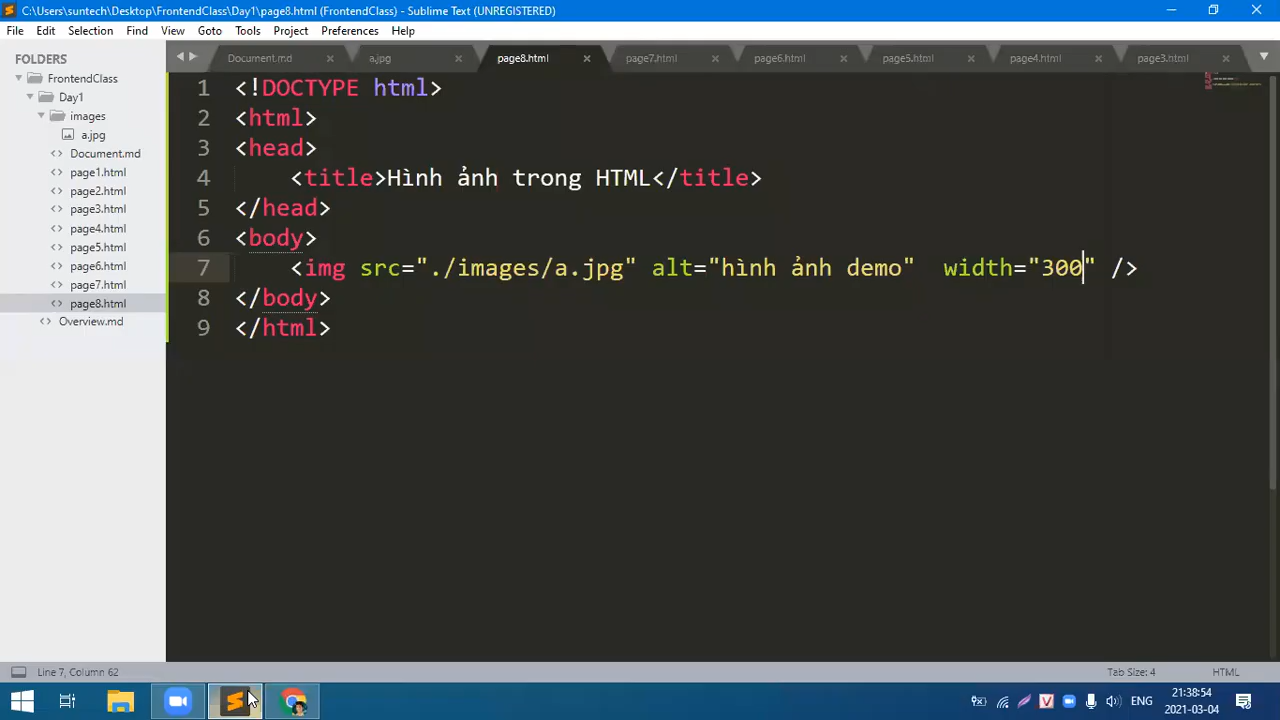 C:\Users\suntech\Desktop\FrontendClass\Day1\page8.html (FrontendClass) - Sublime Text (UNREGISTERED)
File Edit Selection Find View Goto Tools Project Preferences Help
FOLDERS
FrontendClass
Day1
images
a.jpg
Document.md
page1.html
page2.html
page3.html
page4.html
page5.html
page6.html
page7.html
page8.html
Overview.md
Document.md a.jpg page8.html page7.html page6.html page5.html page4.html page3.html
1 <!DOCTYPE html>
2 <html>
3 <head>
4 <title>Hình ảnh trong HTML</title>
5 </head>
6 <body>
7 <img src="./images/a.jpg" alt="hình ảnh demo"  width="300" />
8 </body>
9 </html>
Line 7, Column 62
Tab Size: 4 HTML
ENG
21:38:54
2021-03-04